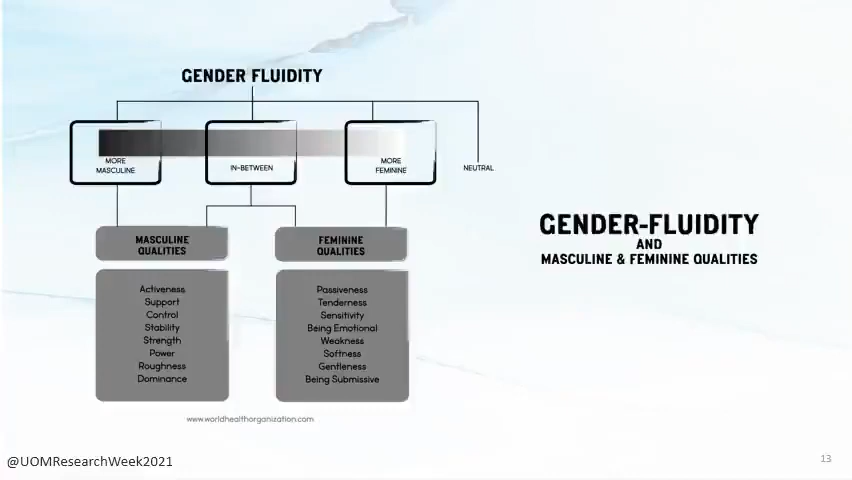 GENDER FLUIDITY
MORE
MASCULINE
IN-BETWEEN
MORE
FEMININE
NEUTRAL
MASCULINE
QUALITIES
FEMININE
QUALITIES
Activeness
Support
Control
Stability
Strength
Power
Roughness
Dominance
Passiveness
Tenderness
Sensitivity
Being Emotional
Weakness
Softness
Gentleness
Being Submissive
www.worldhealthorganization.com
GENDER-FLUIDITY
AND
MASCULINE & FEMININE QUALITIES
@UOMResearchWeek2021
13